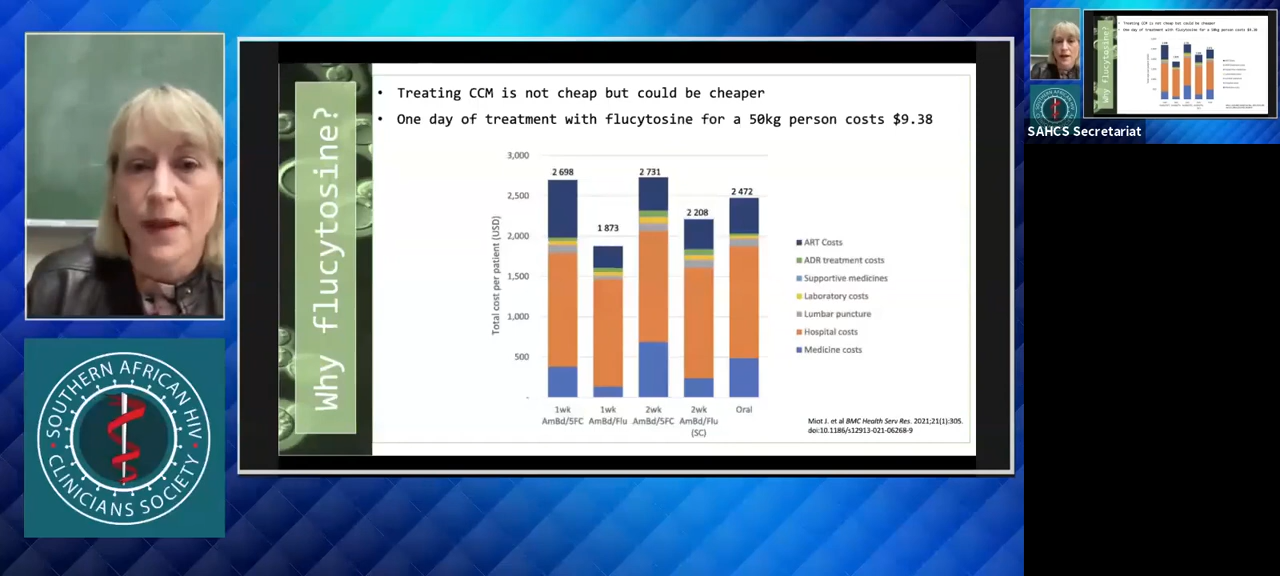 Why flucytosine?
• Treating CCM is not cheap but could be cheaper
• One day of treatment with flucytosine for a 50kg person costs $9.38
Total cost per patient (USD)
3,000
2,500
2,000
1,500
1,000
500
-
2 698
1 873
2 731
2 208
2 472
1wk
AmBd/5FC
1wk
AmBd/Flu
2wk
AmBd/5FC
2wk
AmBd/Flu
(SC)
Oral
ART Costs
ADR treatment costs
Supportive medicines
Laboratory costs
Lumbar puncture
Hospital costs
Medicine costs
Miot J. et al BMC Health Serv Res. 2021;21(1):305.
doi:10.1186/s12913-021-06268-9
SOUTHERN AFRICAN HIV
CLINICIANS SOCIETY
Why flucytosine?
Treating CCM is not cheap but could be cheaper
One day of treatment with flucytosine for a 50kg person costs $9.38
SAHCS Secretariat